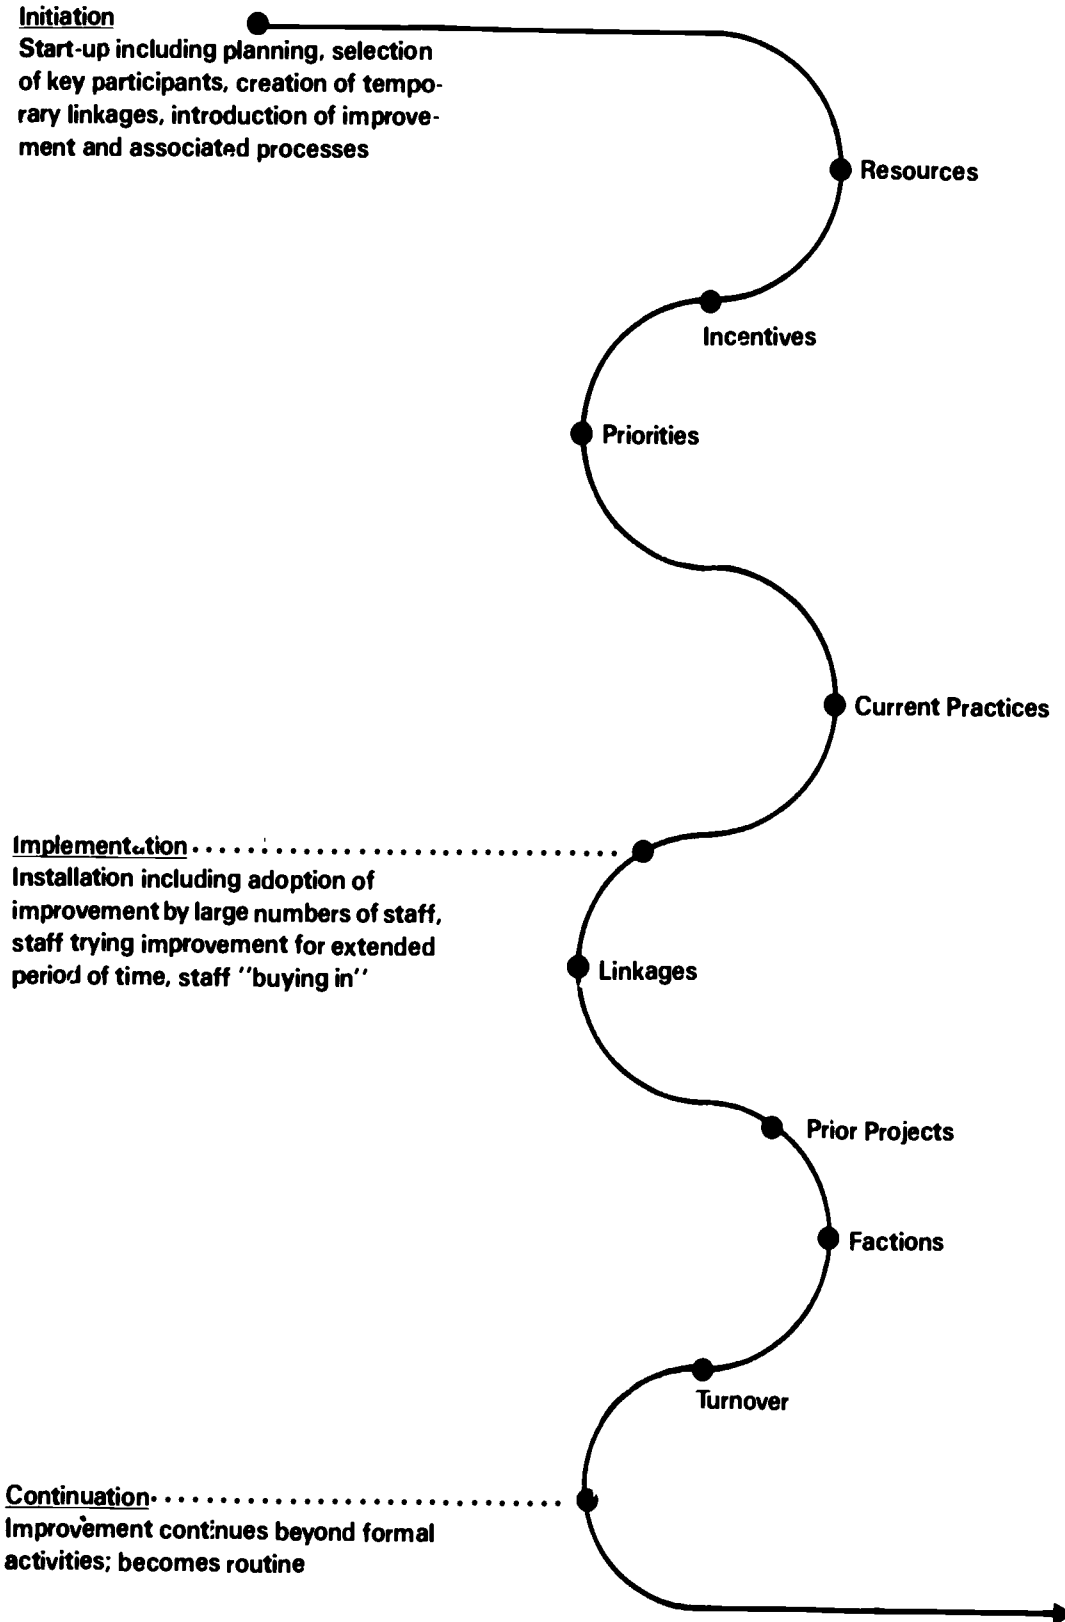 Initiation
Start-up including planning, selection
of key participants, creation of tempo-
rary linkages, introduction of improve-
ment and associated processes
Resources
Incentives
Priorities
Current Practices
Implementation
Installation including adoption of
improvement by large numbers of staff,
staff trying improvement for extended
period of time, staff "buying in"
Linkages
Prior Projects
Factions
Turnover
Continuation
Improvement continues beyond formal
activities; becomes routine